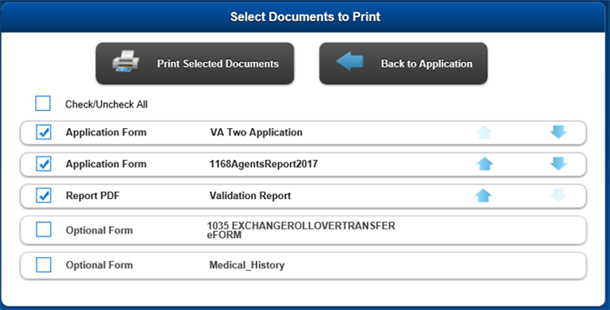 Select Documents to Print
Print Selected Documents
Back to Application
Check/Uncheck All
Application Form VA Two Application
Application Form 1168AgentsReport2017
Report PDF Validation Report
Optional Form 1035 EXCHANGEROLLOVERTRANSFER
eFORM
Optional Form Medical_History